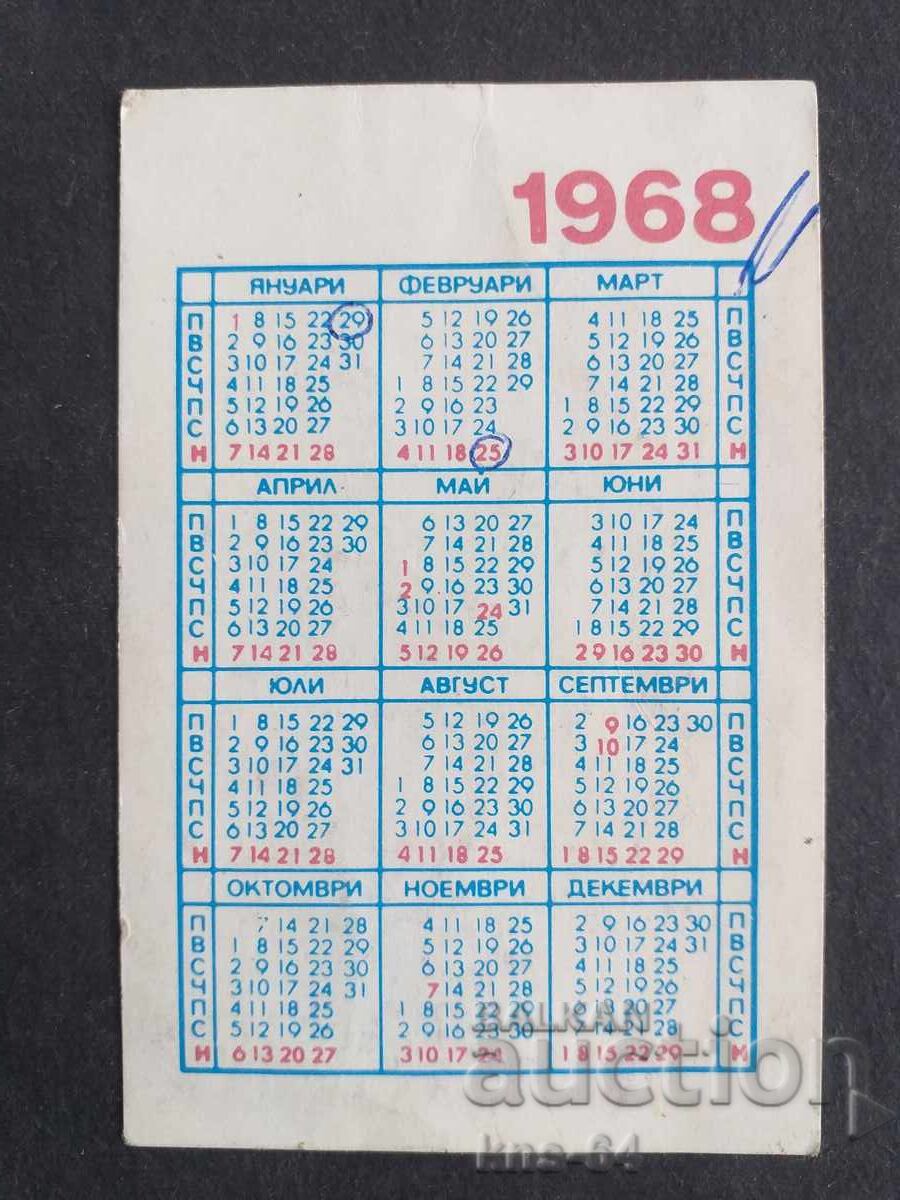 1968
ЯНУАРИ ФЕВРУАРИ МАРТ
П 1 8 15 22 29 5 12 19 26 4 11 18 25 П
В 2 9 16 23 30 6 13 20 27 5 12 19 26 В
С 3 10 17 24 31 7 14 21 28 6 13 20 27 С
Ч 4 11 18 25 1 8 15 22 29 7 14 21 28 Ч
П 5 12 19 26 2 9 16 23 1 8 15 22 29 П
С 6 13 20 27 3 10 17 24 2 9 16 23 30 С
Н 7 14 21 28 4 11 18 25 3 10 17 24 31 Н
АПРИЛ МАЙ ЮНИ
П 1 8 15 22 29 6 13 20 27 3 10 17 24 П
В 2 9 16 23 30 7 14 21 28 4 11 18 25 В
С 3 10 17 24 1 8 15 22 29 5 12 19 26 С
Ч 4 11 18 25 2 9 16 23 30 6 13 20 27 Ч
П 5 12 19 26 3 10 17 24 31 7 14 21 28 П
С 6 13 20 27 4 11 18 25 1 8 15 22 29 С
Н 7 14 21 28 5 12 19 26 2 9 16 23 30 Н
ЮЛИ АВГУСТ СЕПТЕМВРИ
П 1 8 15 22 29 5 12 19 26 2 9 16 23 30 П
В 2 9 16 23 30 6 13 20 27 3 10 17 24 В
С 3 10 17 24 31 7 14 21 28 4 11 18 25 С
Ч 4 11 18 25 1 8 15 22 29 5 12 19 26 Ч
П 5 12 19 26 2 9 16 23 30 6 13 20 27 П
С 6 13 20 27 3 10 17 24 31 7 14 21 28 С
Н 7 14 21 28 4 11 18 25 1 8 15 22 29 Н
ОКТОМВРИ НОЕМВРИ ДЕКЕМВРИ
П 7 14 21 28 4 11 18 25 2 9 16 23 30 П
В 1 8 15 22 29 5 12 19 26 3 10 17 24 31 В
С 2 9 16 23 30 6 13 20 27 4 11 18 25 С
Ч 3 10 17 24 31 7 14 21 28 5 12 19 26 Ч
П 4 11 18 25 1 8 15 22 29 6 13 20 27 П
С 5 12 19 26 2 9 16 23 30 7 14 21 28 С
Н 6 13 20 27 3 10 17 24 1 8 15 22 29 Н
BALKAN
auction
kns-64